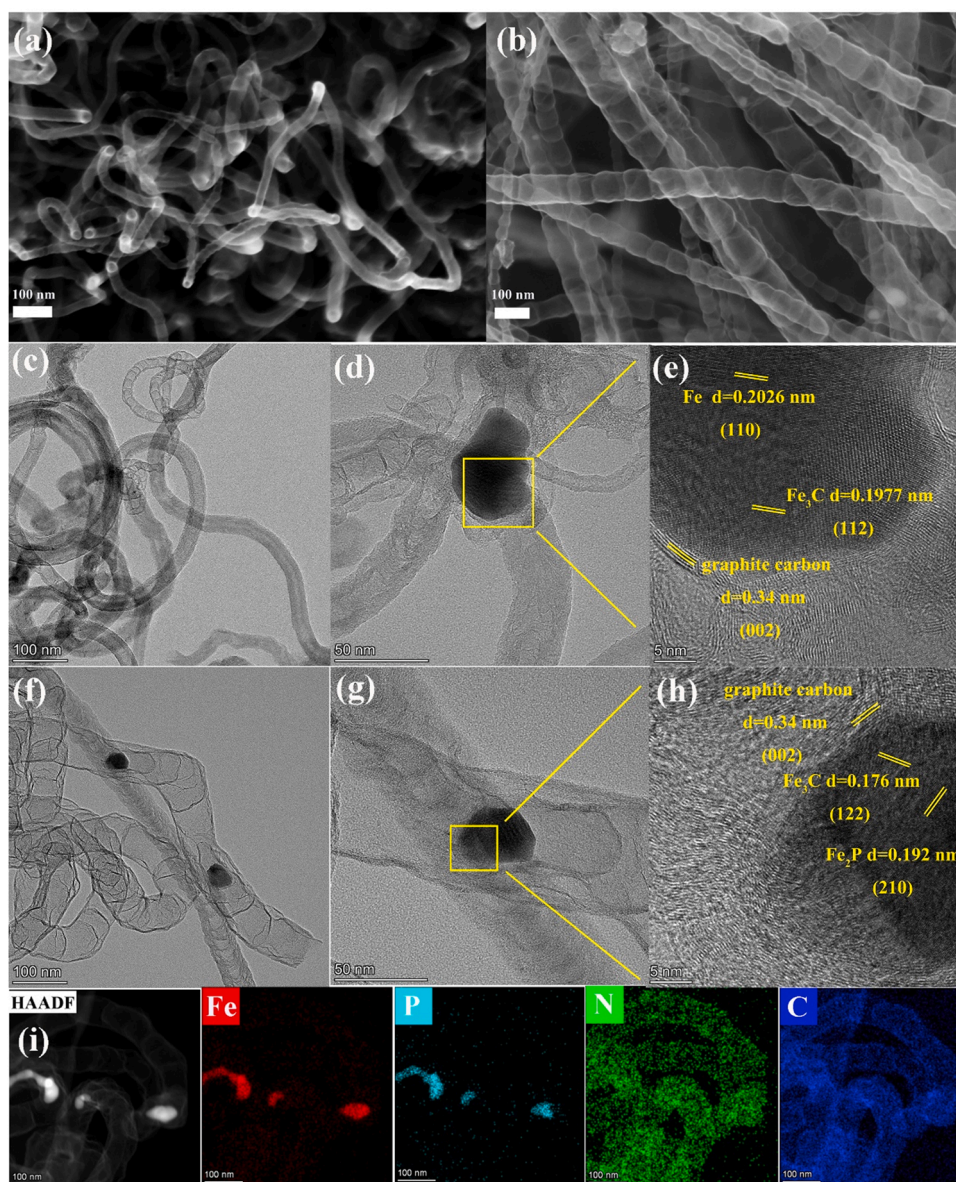 (a)
100 nm
(b)
100 nm
(c)
100 nm
(d)
50 nm
(e)
Fe d=0.2026 nm
(110)
Fe₃C d=0.1977 nm
(112)
graphite carbon
d=0.34 nm
(002)
5 nm
(f)
100 nm
(g)
50 nm
(h)
graphite carbon
d=0.34 nm
(002)
Fe₃C d=0.176 nm
(122)
Fe₂P d=0.192 nm
(210)
5 nm
HAADF
(i)
100 nm
Fe
100 nm
P
100 nm
N
100 nm
C
100 nm